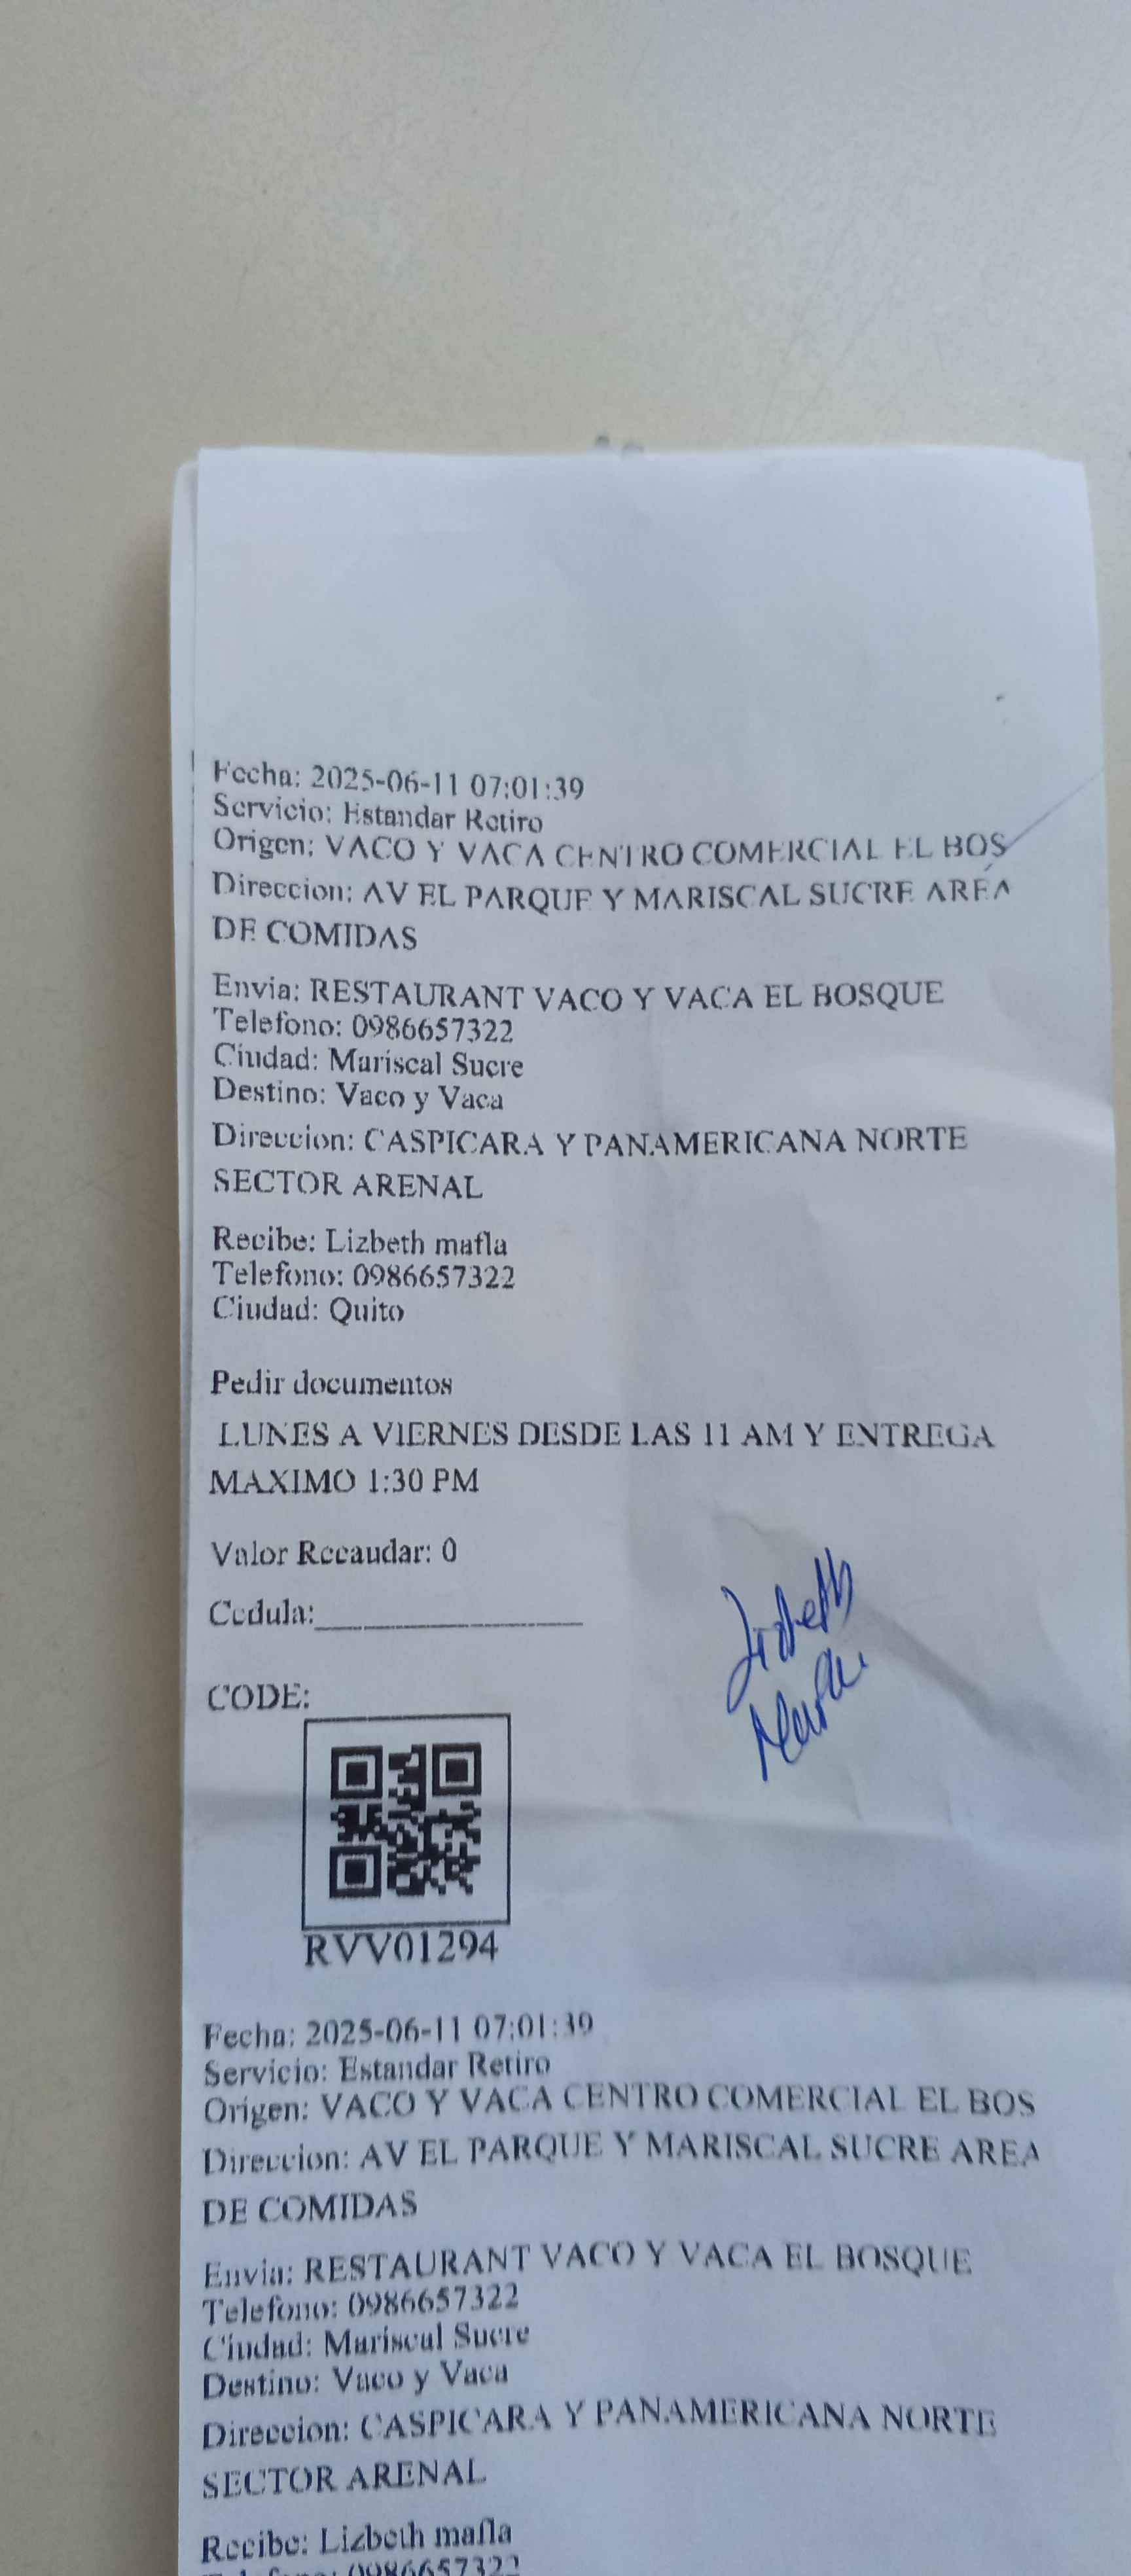 Fecha: 2025-06-11 07:01:39
Servicio: Estandar Retiro
Origen: VACO Y VACA CENTRO COMERCIAL EL BOS
Direccion: AV EL PARQUE Y MARISCAL SUCRE AREA
DE COMIDAS
Envia: RESTAURANT VACO Y VACA EL BOSQUE
Telefono: 0986657322
Ciudad: Mariscal Sucre
Destino: Vaco y Vaca
Direccion: CASPICARA Y PANAMERICANA NORTE
SECTOR ARENAL
Recibe: Lizbeth mafla
Telefono: 0986657322
Ciudad: Quito
Pedir documentos
LUNES A VIERNES DESDE LAS 11 AM Y ENTREGA
MAXIMO 1:30 PM
Valor Recaudar: 0
Cedula:
Lizbeth
CODE:
RVV01294
Fecha: 2025-06-11 07:01:39
Servicio: Estandar Retiro
Origen: VACO Y VACA CENTRO COMERCIAL EL BOS
Direccion: AV EL PARQUE Y MARISCAL SUCRE AREA
DE COMIDAS
Envia: RESTAURANT VACO Y VACA EL BOSQUE
Telefono: 0986657322
Ciudad: Mariscal Sucre
Destino: Vaco y Vaca
Direccion: CASPICARA Y PANAMERICANA NORTE
SECTOR ARENAL
Recibe: Lizbeth mafla
Telefono: 0986657322